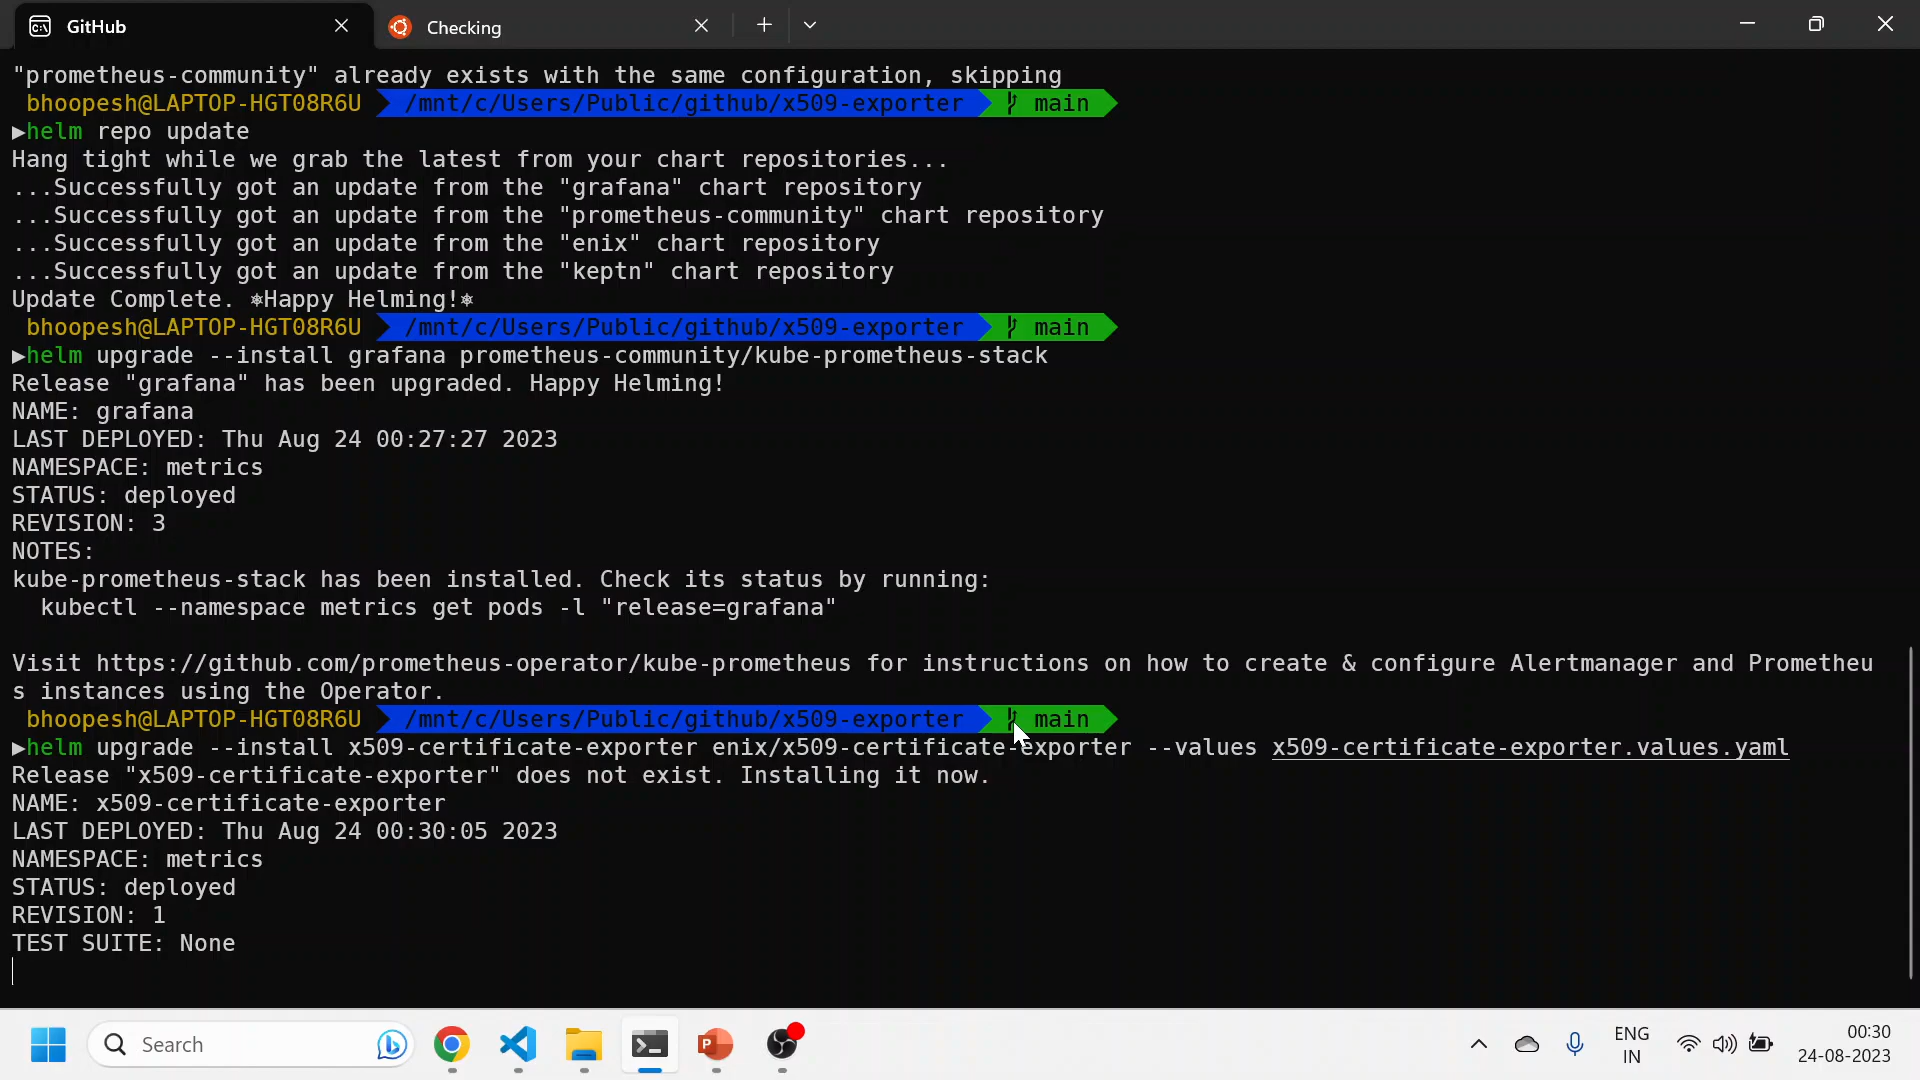 GitHub
Checking
"prometheus-community" already exists with the same configuration, skipping
bhoopesh@LAPTOP-HGT08R6U /mnt/c/Users/Public/github/x509-exporter main
▶helm repo update
Hang tight while we grab the latest from your chart repositories...
...Successfully got an update from the "grafana" chart repository
...Successfully got an update from the "prometheus-community" chart repository
...Successfully got an update from the "enix" chart repository
...Successfully got an update from the "keptn" chart repository
Update Complete. ⎈Happy Helming!⎈
bhoopesh@LAPTOP-HGT08R6U /mnt/c/Users/Public/github/x509-exporter main
▶helm upgrade --install grafana prometheus-community/kube-prometheus-stack
Release "grafana" has been upgraded. Happy Helming!
NAME: grafana
LAST DEPLOYED: Thu Aug 24 00:27:27 2023
NAMESPACE: metrics
STATUS: deployed
REVISION: 3
NOTES:
kube-prometheus-stack has been installed. Check its status by running:
  kubectl --namespace metrics get pods -l "release=grafana"
Visit https://github.com/prometheus-operator/kube-prometheus for instructions on how to create & configure Alertmanager and Prometheu
s instances using the Operator.
bhoopesh@LAPTOP-HGT08R6U /mnt/c/Users/Public/github/x509-exporter main
▶helm upgrade --install x509-certificate-exporter enix/x509-certificate-exporter --values x509-certificate-exporter.values.yaml
Release "x509-certificate-exporter" does not exist. Installing it now.
NAME: x509-certificate-exporter
LAST DEPLOYED: Thu Aug 24 00:30:05 2023
NAMESPACE: metrics
STATUS: deployed
REVISION: 1
TEST SUITE: None
Search
ENG
IN
00:30
24-08-2023